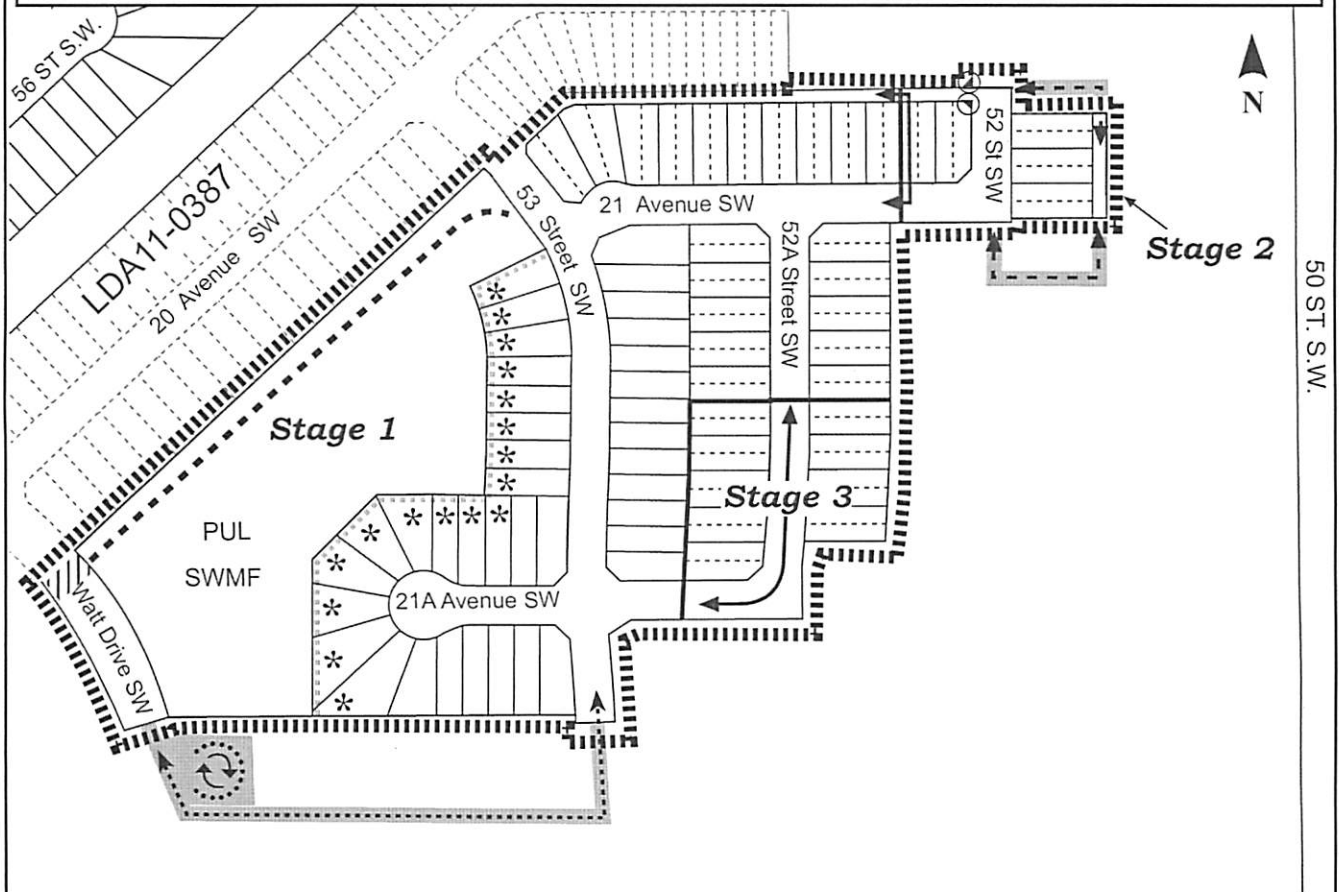 56 ST S.W.
N
52 St SW
LDA11-0387
20 Avenue SW
53 Street SW
21 Avenue SW
52A Street SW
Stage 2
50 ST. S.W.
Stage 1
Stage 3
PUL
SWMF
21A Avenue SW
Watt Drive SW